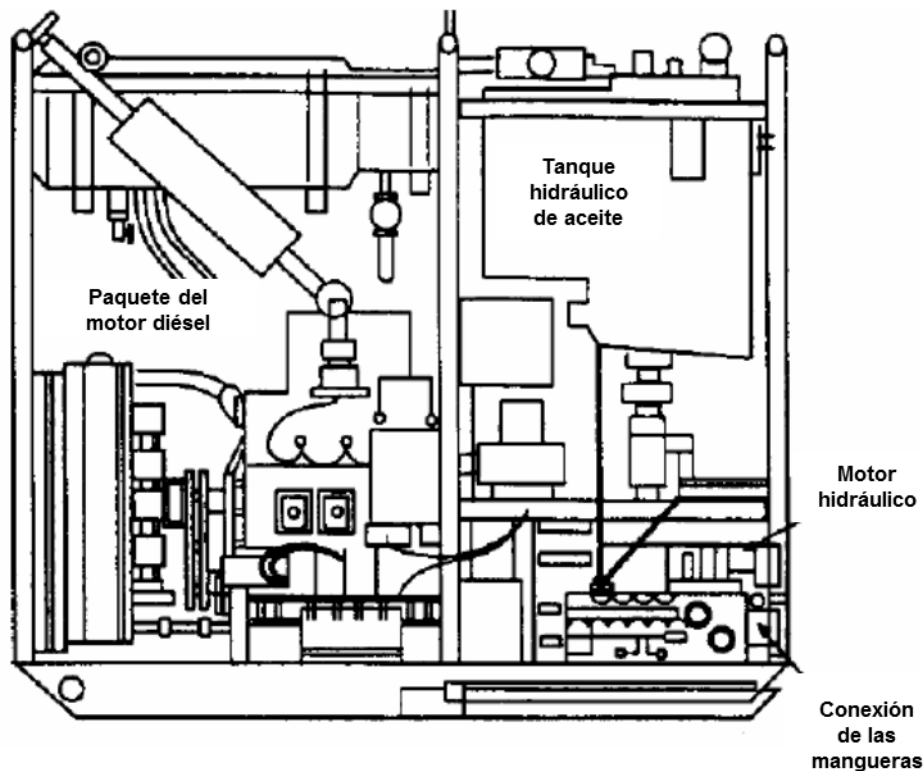 Tanque
hidráulico
de aceite
Paquete del
motor diésel
Motor
hidráulico
Conexión
de las
mangueras